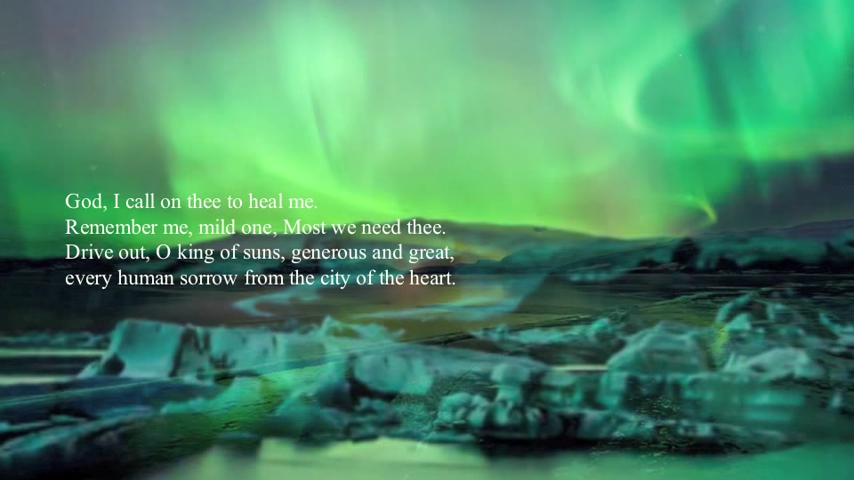 God, I call on thee to heal me.
Remember me, mild one, Most we need thee.
Drive out, O king of suns, generous and great,
every human sorrow from the city of the heart.